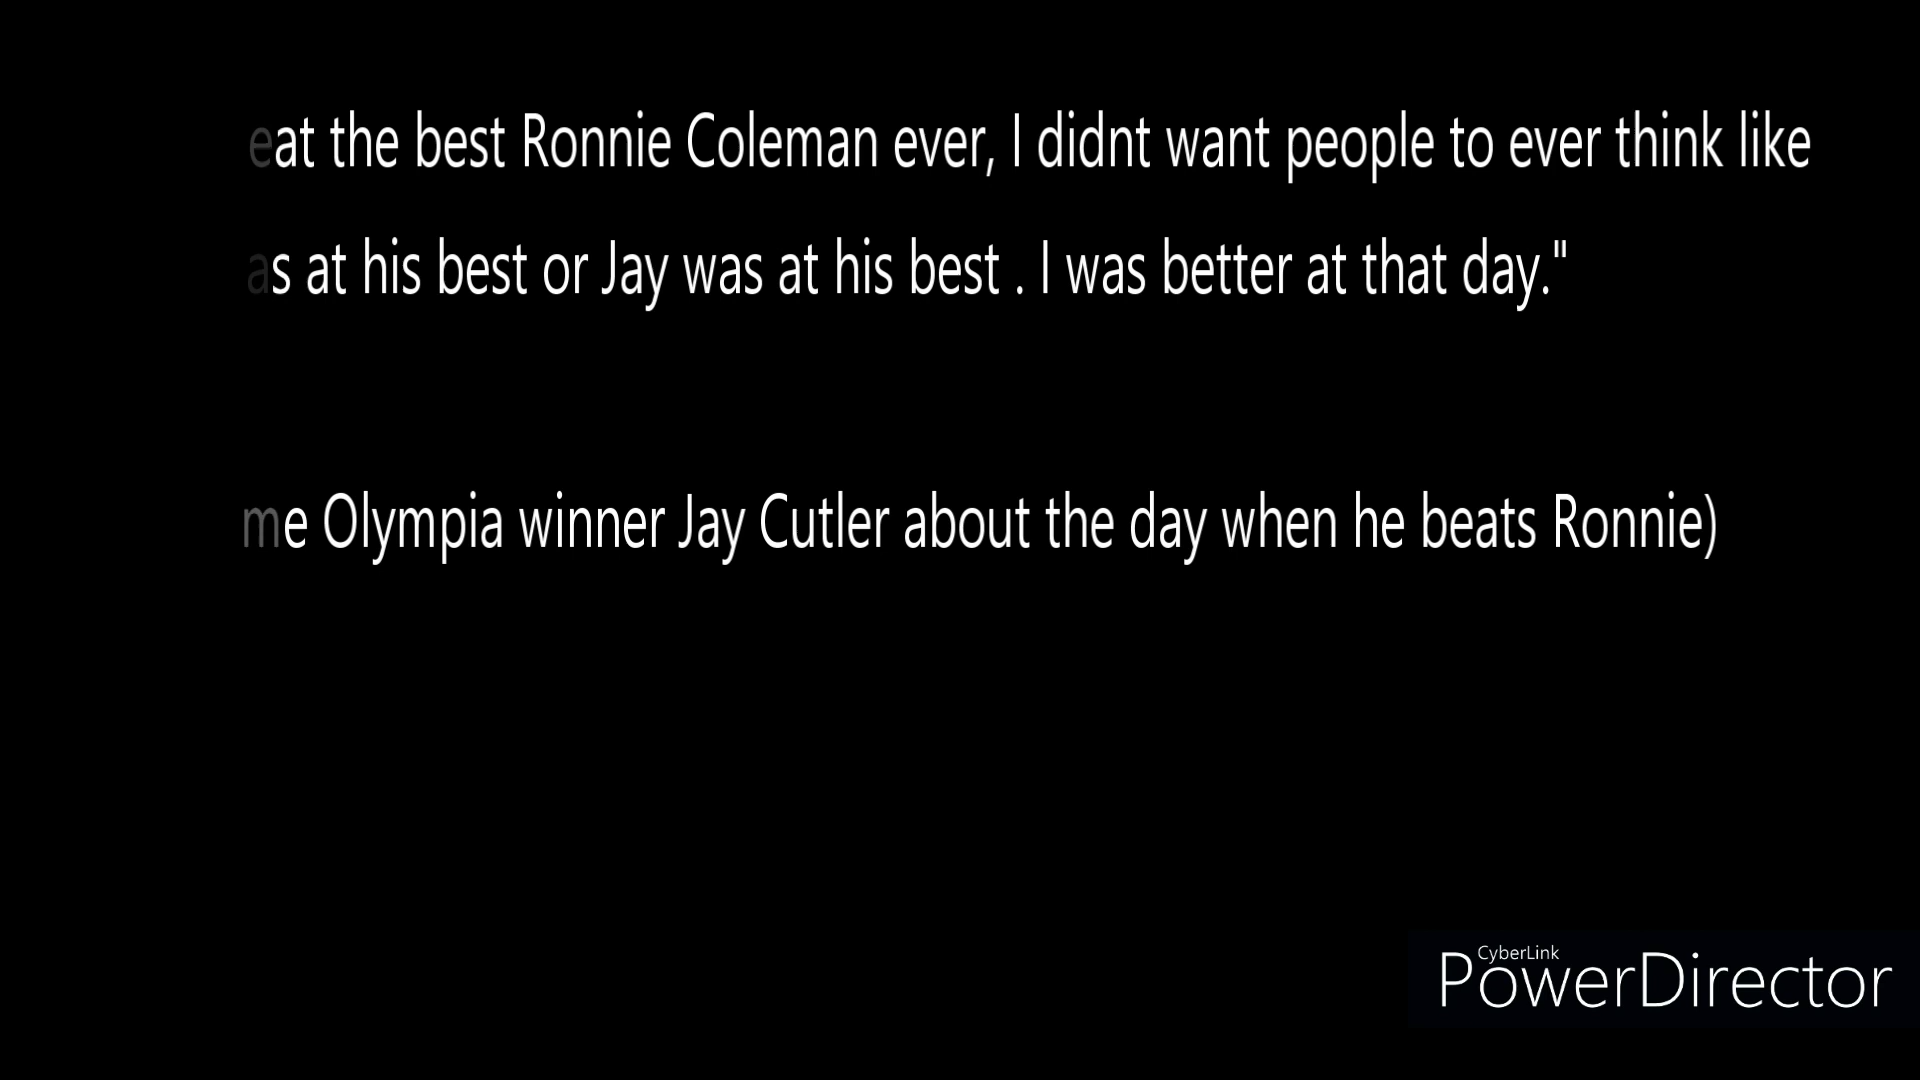 eat the best Ronnie Coleman ever, I didnt want people to ever think like
as at his best or Jay was at his best . I was better at that day."
me Olympia winner Jay Cutler about the day when he beats Ronnie)
CyberLink
PowerDirector